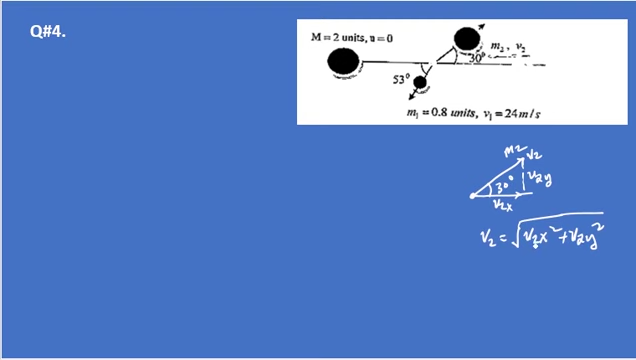 Q#4.
M = 2 units, u = 0
m₂, v₂
30°
53°
m₁ = 0.8 units, v₁ = 24 m/s
M2
v₂
30°
v₂y
v₂x
v₂ = √v₂x² + v₂y²